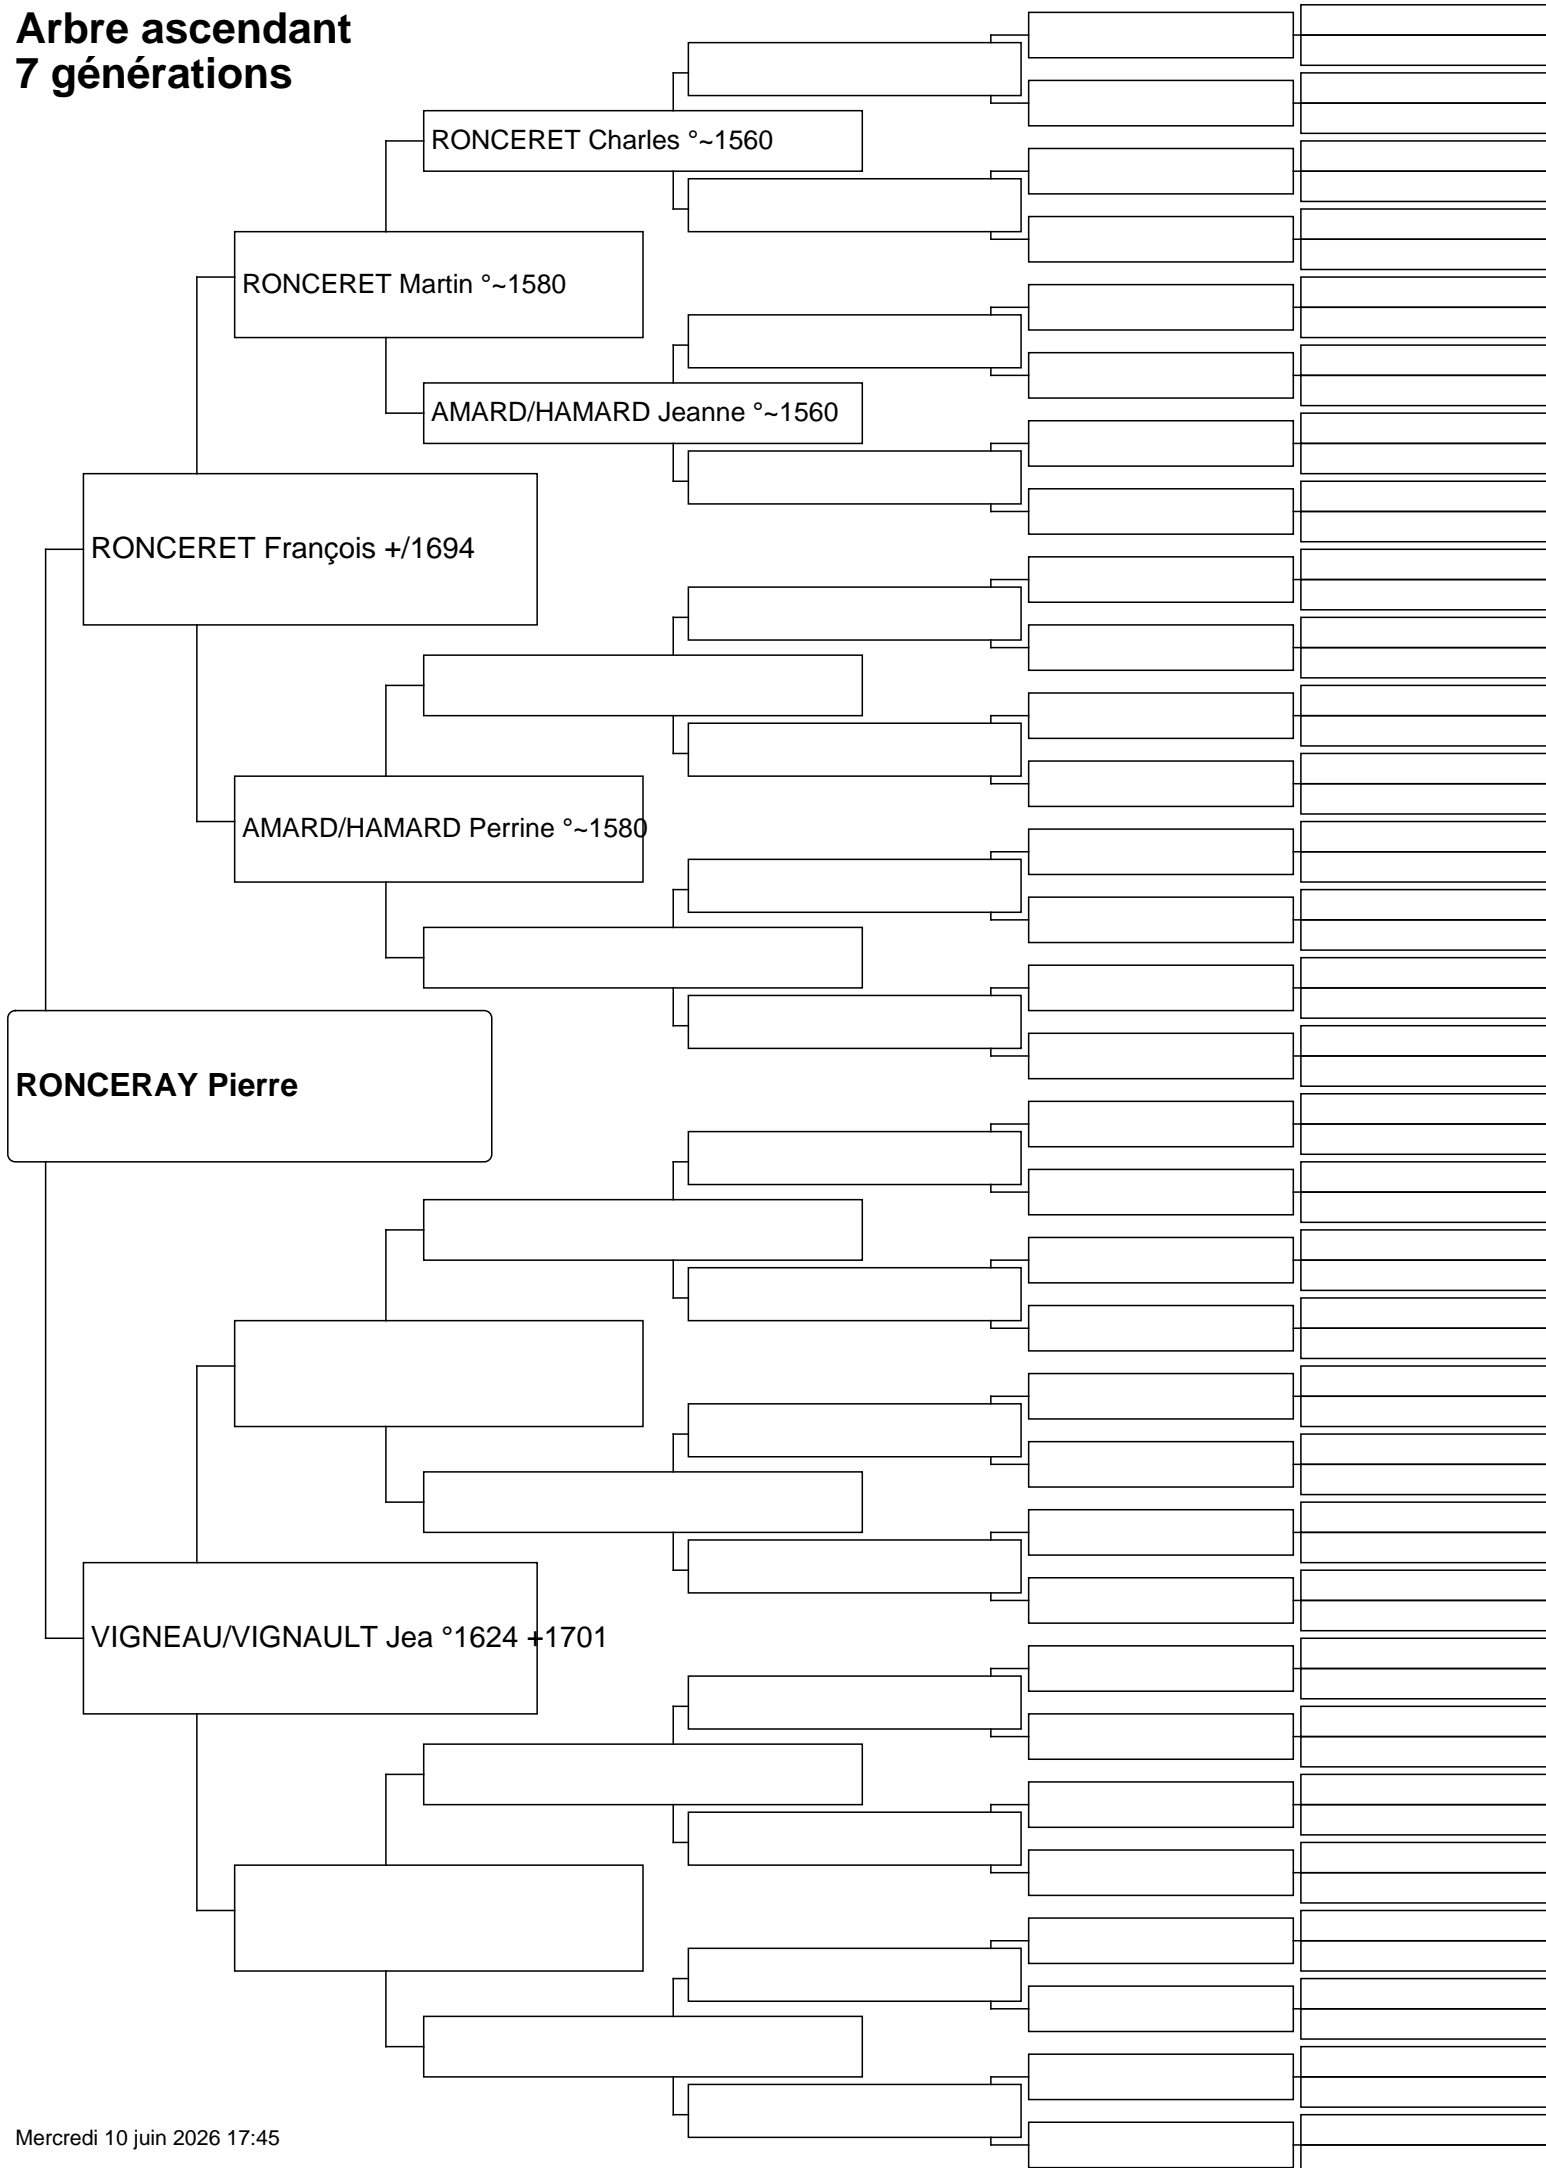 Arbre ascendant
7 générations
RONCERET Charles °~1560
RONCERET Martin °~1580
AMARD/HAMARD Jeanne °~1560
RONCERET François +/1694
AMARD/HAMARD Perrine °~1580
RONCERAY Pierre
VIGNEAU/VIGNAULT Jea °1624 +1701
Mercredi 10 juin 2026 17:45